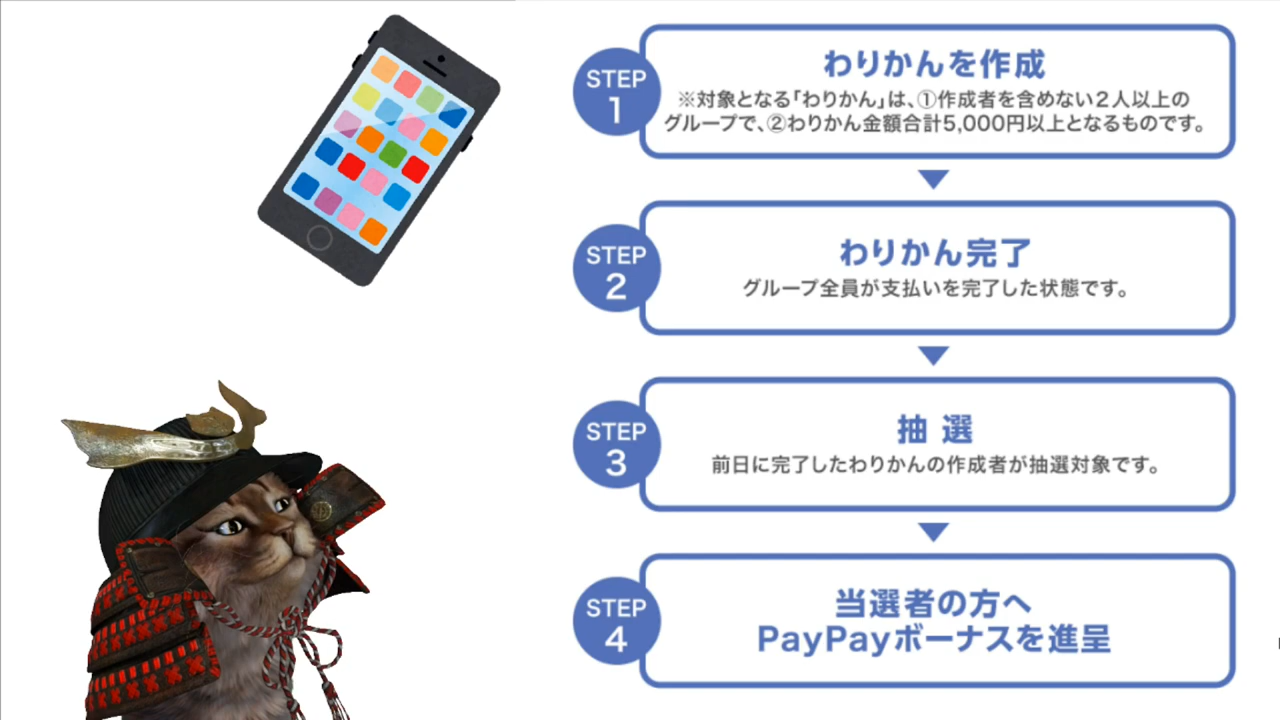 STEP
1
わりかんを作成
※対象となる｢わりかん｣は､①作成者を含めない2人以上の
グループで､②わりかん金額合計5,000円以上となるものです。
STEP
2
わりかん完了
グループ全員が支払いを完了した状態です。
STEP
3
抽 選
前日に完了したわりかんの作成者が抽選対象です。
STEP
4
当選者の方へ
PayPayボーナスを進呈